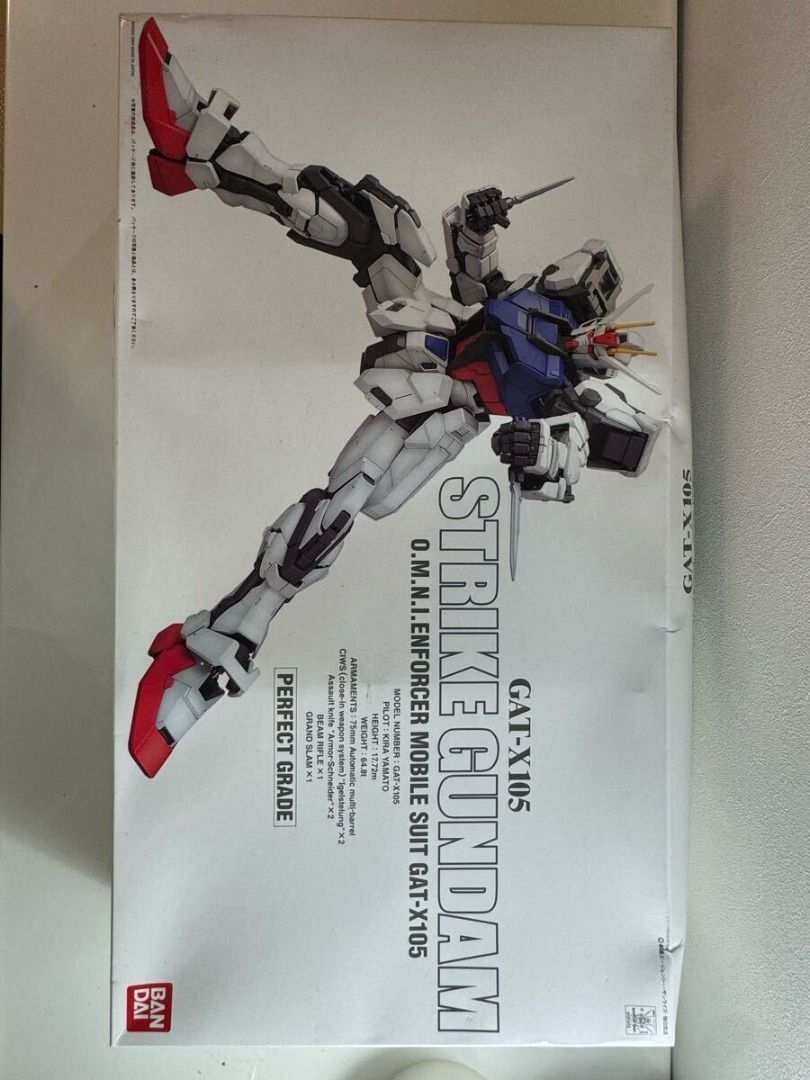 GAT-X105
STRIKE GUNDAM
O.M.N.I.ENFORCER MOBILE SUIT GAT-X105
MODEL NUMBER : GAT-X105
PILOT : KIRA YAMATO
HEIGHT : 17.72m
WEIGHT : 64.8t
ARMAMENTS : 75mm Automatic multi-barrel
CIWS (close-in weapon system) "Igelstellung"×2
Assault knife "Armor-Schneider"×2
BEAM RIFLE ×1
GRAND SLAM ×1
PERFECT GRADE
BAN
DAI
GAT-X105